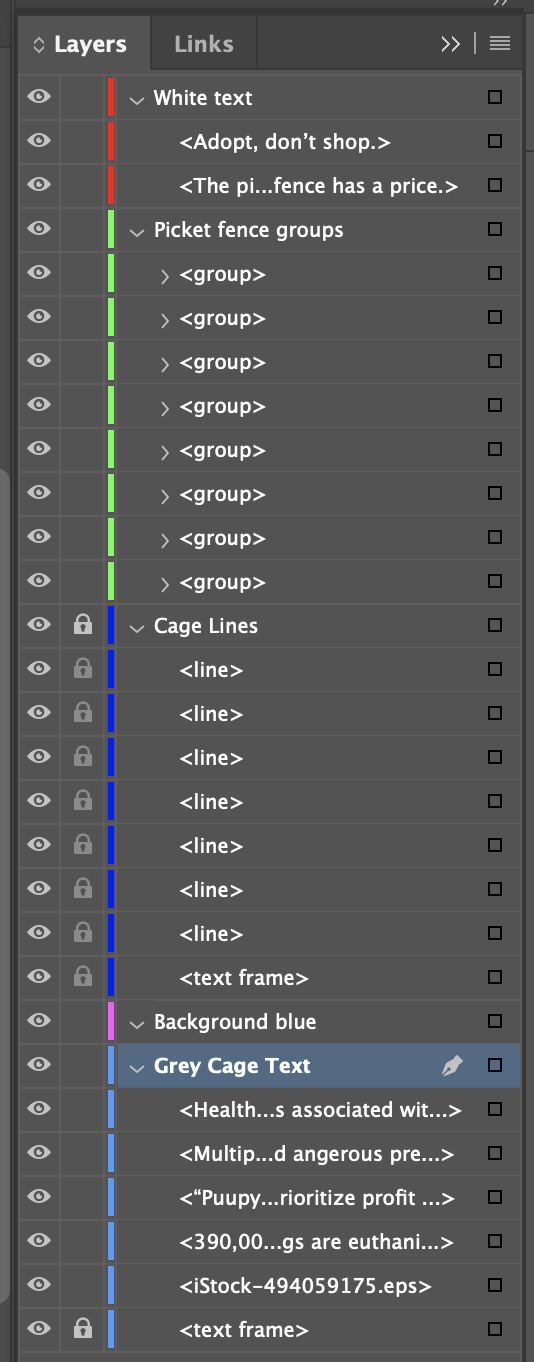 Layers Links
White text
<Adopt, don’t shop.>
<The pi...fence has a price.>
Picket fence groups
<group>
<group>
<group>
<group>
<group>
<group>
<group>
<group>
Cage Lines
<line>
<line>
<line>
<line>
<line>
<line>
<line>
<text frame>
Background blue
Grey Cage Text
<Health...s associated wit...>
<Multip...d angerous pre...>
<“Puupy...rioritize profit ...>
<390,00...gs are euthani...>
<iStock-494059175.eps>
<text frame>